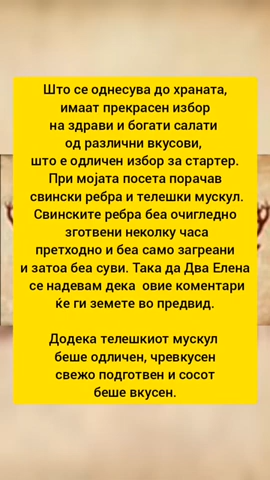 Што се однесува до храната,
имаат прекрасен избор
на здрави и богати салати
од различни вкусови,
што е одличен избор за стартер.
При мојата посета порачав
свински ребра и телешки мускул.
Свинските ребра беа очигледно
зготвени неколку часа
претходно и беа само загреани
и затоа беа суви. Така да Два Елена
се надевам дека овие коментари
ќе ги земете во предвид.

Додека телешкиот мускул
беше одличен, чревкусен
свежо подготвен и сосот
беше вкусен.